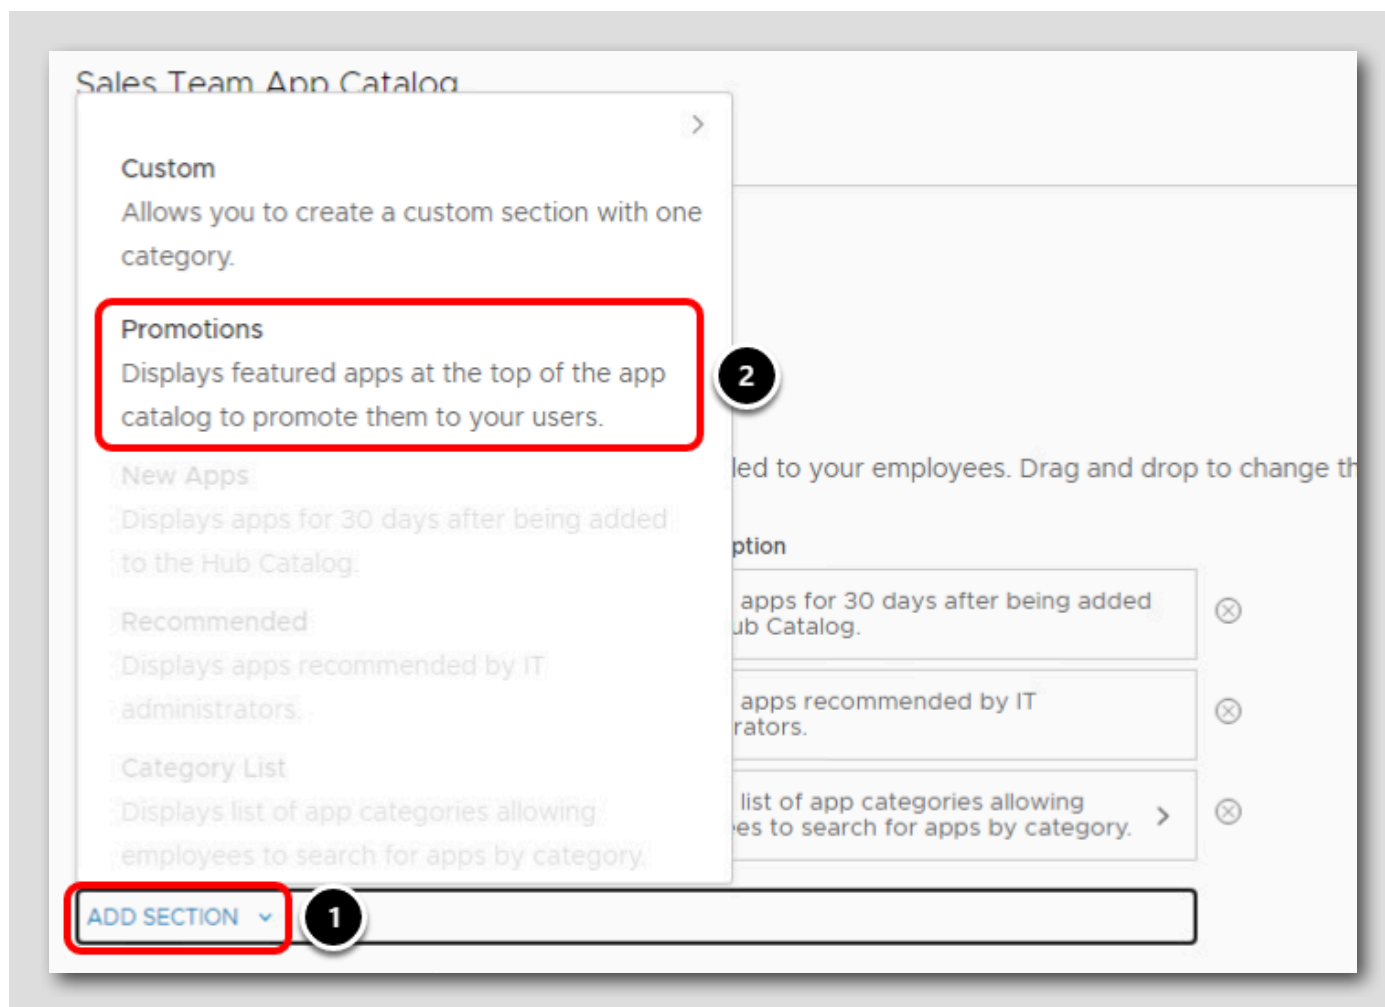 Sales Team App Catalog
Custom
Allows you to create a custom section with one
category.
Promotions
Displays featured apps at the top of the app
catalog to promote them to your users.
2
New Apps
Displays apps for 30 days after being added
to the Hub Catalog.
Recommended
Displays apps recommended by IT
administrators.
Category List
Displays list of app categories allowing
employees to search for apps by category.
led to your employees. Drag and drop to change th
ption
apps for 30 days after being added
ub Catalog.
apps recommended by IT
rators.
list of app categories allowing
es to search for apps by category.
ADD SECTION
1